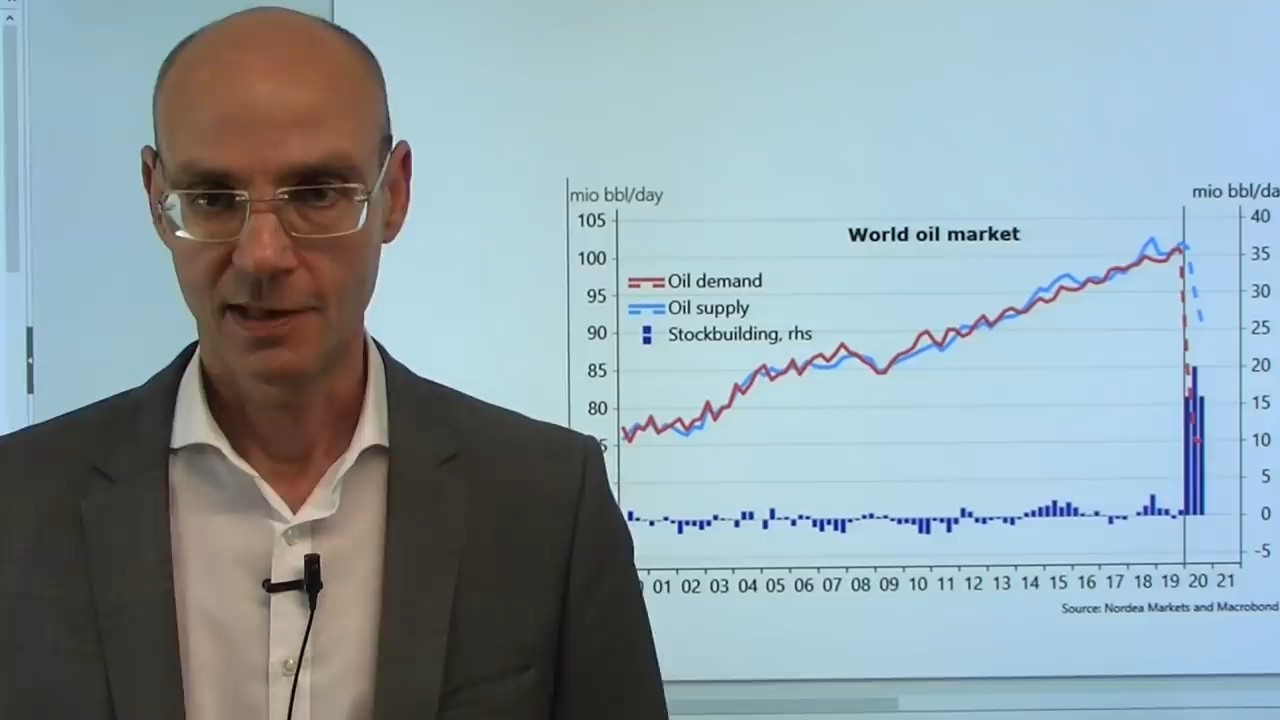 mio bbl/day
mio bbl/da
World oil market
Oil demand
Oil supply
Stockbuilding, rhs
105
100
95
90
85
80
5
40
35
30
25
20
15
10
5
0
-5
01 02 03 04 05 06 07 08 09 10 11 12 13 14 15 16 17 18 19 20 21
Source: Nordea Markets and Macrobond